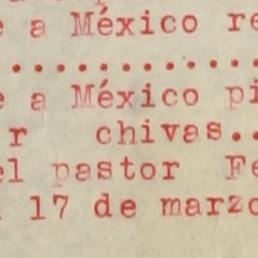 e a México re
............
e a México pi
r chivas..
el pastor Fe
17 de marzo